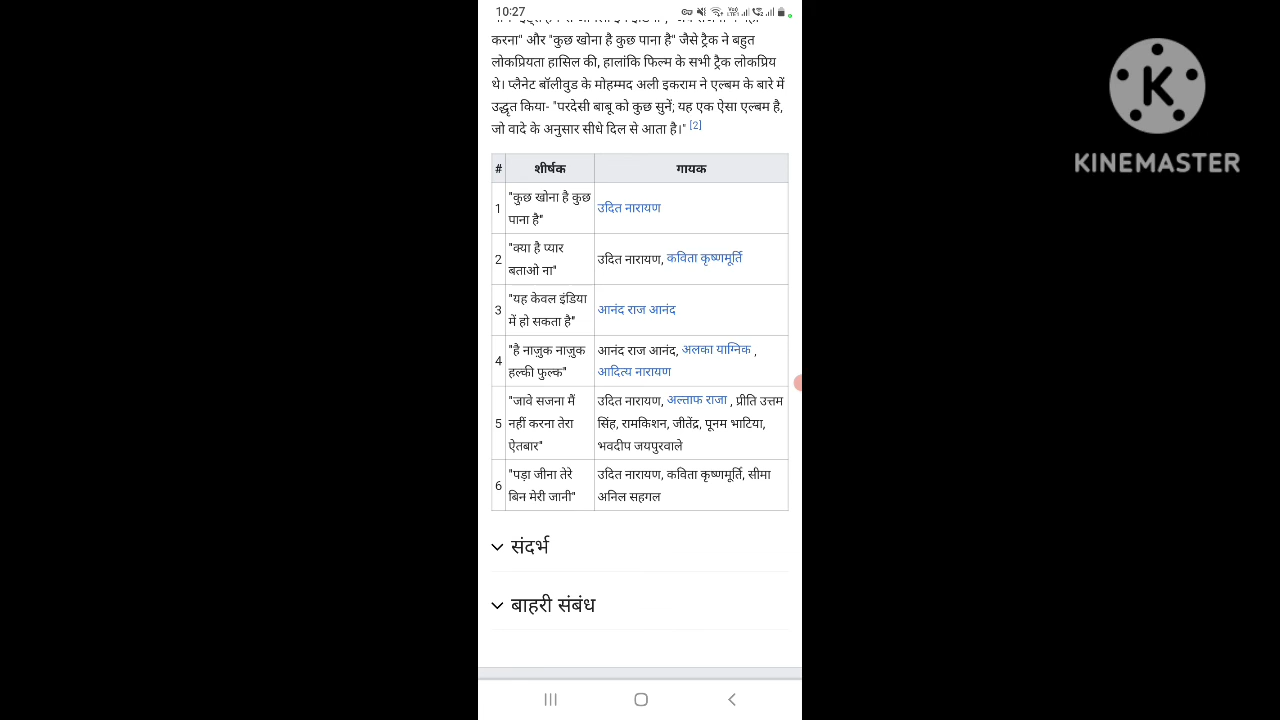 10:27
करना" और "कुछ खोना है कुछ पाना है" जैसे ट्रैक ने बहुत
लोकप्रियता हासिल की, हालांकि फिल्म के सभी ट्रैक लोकप्रिय
थे। प्लैनेट बॉलीवुड के मोहम्मद अली इकराम ने एल्बम के बारे में
उद्धृत किया- "परदेसी बाबू को कुछ सुनें; यह एक ऐसा एल्बम है,
जो वादे के अनुसार सीधे दिल से आता है।" [2]
# शीर्षक गायक
1 "कुछ खोना है कुछ
पाना है" उदित नारायण
2 "क्या है प्यार
बताओ ना" उदित नारायण, कविता कृष्णमूर्ति
3 "यह केवल इंडिया
में हो सकता है" आनंद राज आनंद
4 "है नाज़ुक नाज़ुक
हल्की फुल्क" आनंद राज आनंद, अलका याग्निक ,
आदित्य नारायण
5 "जावे सजना मैं
नहीं करना तेरा
ऐतबार" उदित नारायण, अल्ताफ राजा , प्रीति उत्तम
सिंह, रामकिशन, जीतेंद्र, पूनम भाटिया,
भवदीप जयपुरवाले
6 "पड़ा जीना तेरे
बिन मेरी जानी" उदित नारायण, कविता कृष्णमूर्ति, सीमा
अनिल सहगल
संदर्भ
बाहरी संबंध
K
KINEMASTER